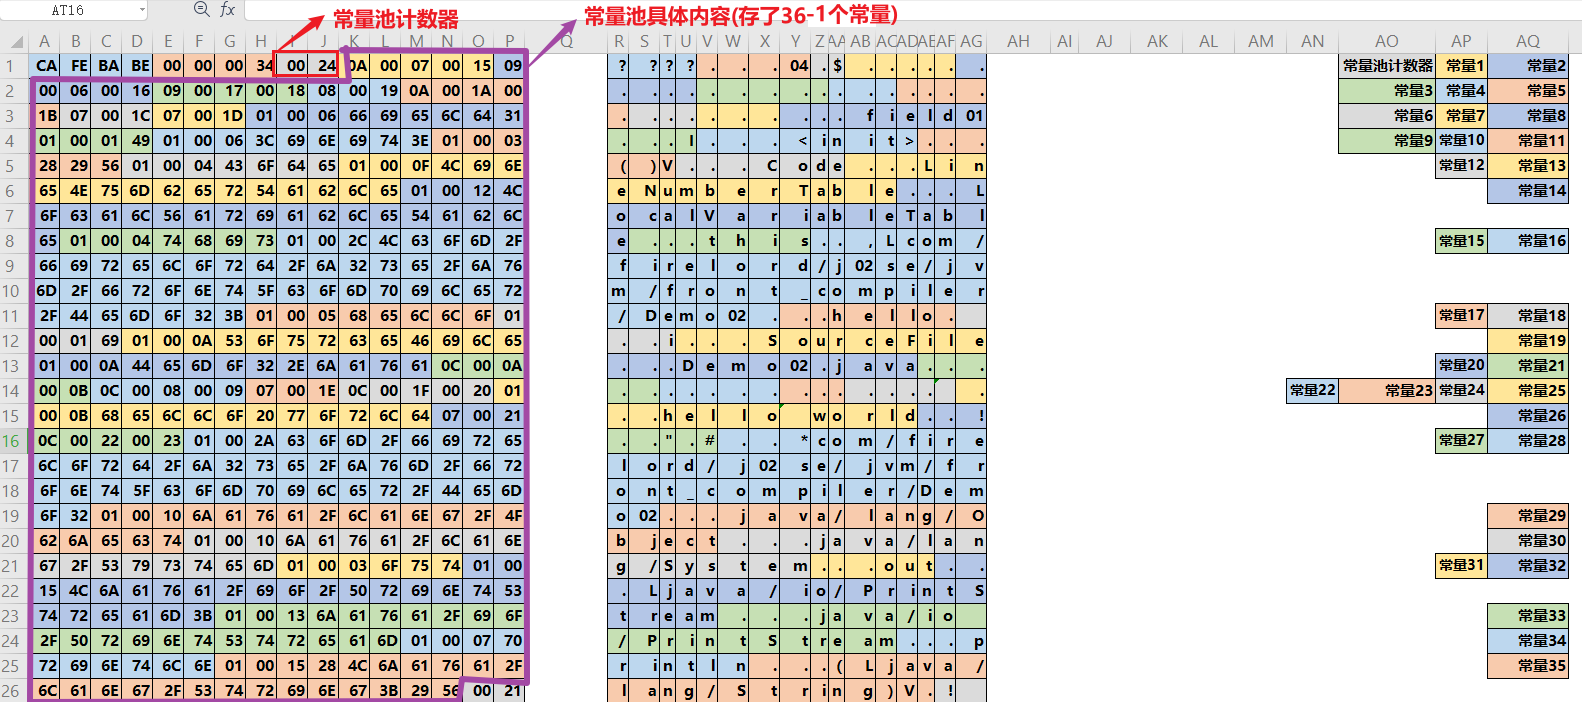 AT16 fx
常量池计数器 常量池具体内容(存了36-1个常量)
A B C D E F G H I J K L M N O P Q R S T U V W X Y Z AA AB AC AD AE AF AG AH AI AJ AK AL AM AN AO AP AQ
1 CA FE BA BE 00 00 00 34 00 24 0A 00 07 00 15 09 ? ? ? ? . . . 04 . $ . . . . . . 常量池计数器 常量1 常量2
2 00 06 00 16 09 00 17 00 18 08 00 19 0A 00 1A 00 . . . . . . . . . . . . . . . . 常量3 常量4 常量5
3 1B 07 00 1C 07 00 1D 01 00 06 66 69 65 6C 64 31 . . . . . . . . . . f i e l d 01 常量6 常量7 常量8
4 01 00 01 49 01 00 06 3C 69 6E 69 74 3E 01 00 03 . . . I . . . < i n i t > . . . 常量9 常量10 常量11
5 28 29 56 01 00 04 43 6F 64 65 01 00 0F 4C 69 6E ( ) V . . . C o d e . . . L i n 常量12 常量13
6 65 4E 75 6D 62 65 72 54 61 62 6C 65 01 00 12 4C e N u m b e r T a b l e . . . L 常量14
7 6F 63 61 6C 56 61 72 69 61 62 6C 65 54 61 62 6C o c a l V a r i a b l e T a b l
8 65 01 00 04 74 68 69 73 01 00 2C 4C 63 6F 6D 2F e . . . t h i s . . , L c o m / 常量15 常量16
9 66 69 72 65 6C 6F 72 64 2F 6A 32 73 65 2F 6A 76 f i r e l o r d / j 02 s e / j v
10 6D 2F 66 72 6F 6E 74 5F 63 6F 6D 70 69 6C 65 72 m / f r o n t _ c o m p i l e r
11 2F 44 65 6D 6F 32 3B 01 00 05 68 65 6C 6C 6F 01 / D e m o 02 . . . h e l l o .
常量17 常量18
12 00 01 69 01 00 0A 53 6F 75 72 63 65 46 69 6C 65 . . i . . . S o u r c e F i l e 常量19
13 01 00 0A 44 65 6D 6F 32 2E 6A 61 76 61 0C 00 0A . . . D e m o 02 . j a v a . . . 常量20 常量21
14 00 0B 0C 00 08 00 09 07 00 1E 0C 00 1F 00 20 01 . . . . . . . . . . . . . . . 常量22 常量23 常量24 常量25
15 00 0B 68 65 6C 6C 6F 20 77 6F 72 6C 64 07 00 21 . . h e l l o w o r l d . . ! 常量26
16 0C 00 22 00 23 01 00 2A 63 6F 6D 2F 66 69 72 65 . . " . # . . * c o m / f i r e 常量27 常量28
17 6C 6F 72 64 2F 6A 32 73 65 2F 6A 76 6D 2F 66 72 l o r d / j 02 s e / j v m / f r
18 6F 6E 74 5F 63 6F 6D 70 69 6C 65 72 2F 44 65 6D o n t _ c o m p i l e r / D e m
19 6F 32 01 00 10 6A 61 76 61 2F 6C 61 6E 67 2F 4F o 02 . . . j a v a / l a n g / O 常量29
20 62 6A 65 63 74 01 00 10 6A 61 76 61 2F 6C 61 6E b j e c t . . . j a v a / l a n 常量30
21 67 2F 53 79 73 74 65 6D 01 00 03 6F 75 74 01 00 g / S y s t e m . . . o u t . . 常量31 常量32
22 15 4C 6A 61 76 61 2F 69 6F 2F 50 72 69 6E 74 53 . L j a v a / i o / P r i n t S
23 74 72 65 61 6D 3B 01 00 13 6A 61 76 61 2F 69 6F t r e a m . . . j a v a / i o 常量33
24 2F 50 72 69 6E 74 53 74 72 65 61 6D 01 00 07 70 / P r i n t S t r e a m . . . p 常量34
25 72 69 6E 74 6C 6E 01 00 15 28 4C 6A 61 76 61 2F r i n t l n . . . ( L j a v a / 常量35
26 6C 61 6E 67 2F 53 74 72 69 6E 67 3B 29 56 00 21 l a n g / S t r i n g ) V . !